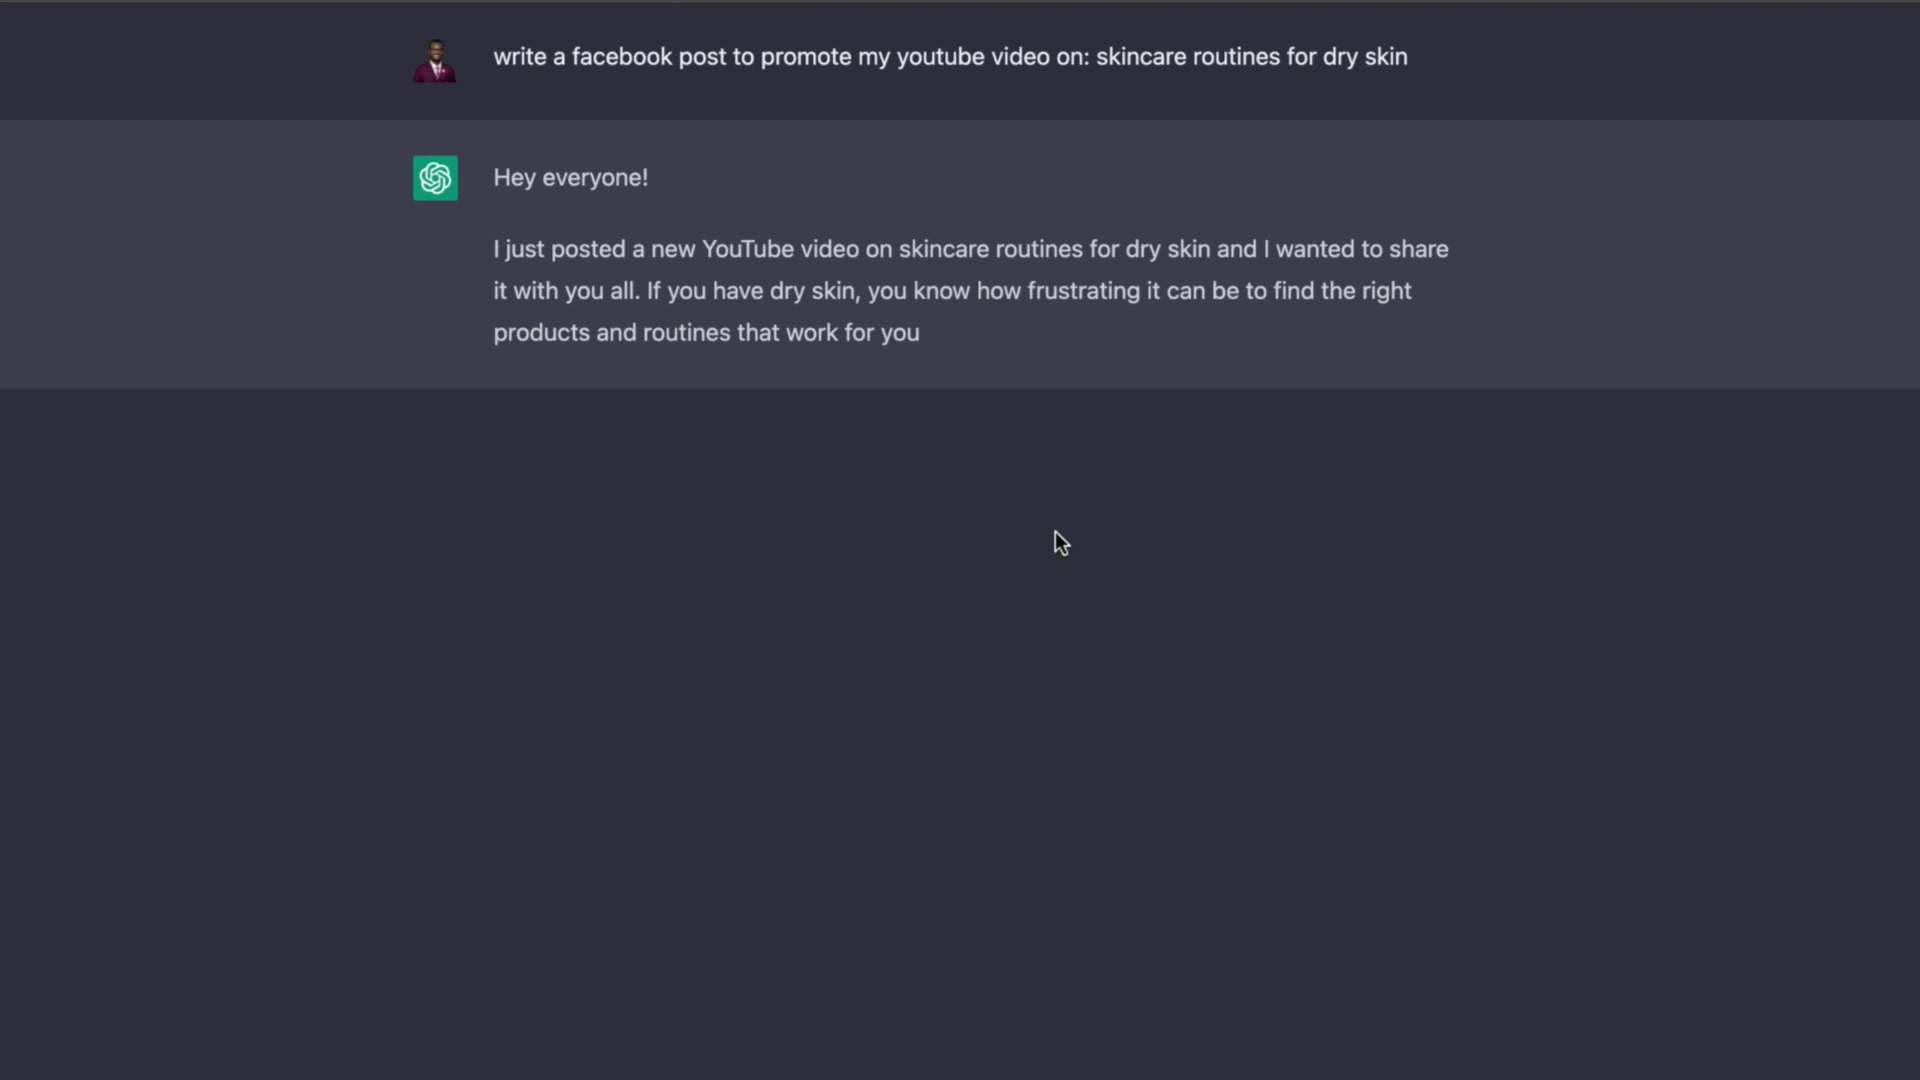 write a facebook post to promote my youtube video on: skincare routines for dry skin
Hey everyone!
I just posted a new YouTube video on skincare routines for dry skin and I wanted to share
it with you all. If you have dry skin, you know how frustrating it can be to find the right
products and routines that work for you